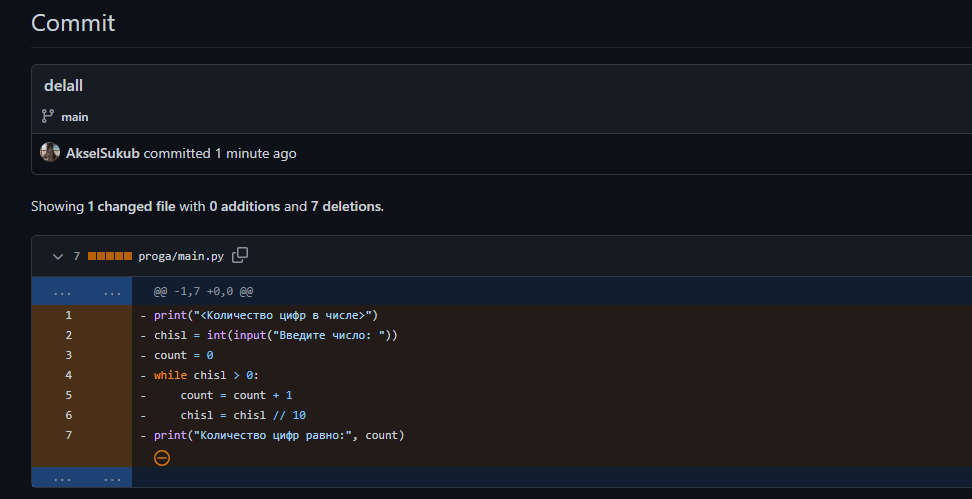 Commit
delall
main
AkselSukub committed 1 minute ago
Showing 1 changed file with 0 additions and 7 deletions.
7 proga/main.py
... ... @@ -1,7 +0,0 @@
1 - print("<Количество цифр в числе>")
2 - chisl = int(input("Введите число: "))
3 - count = 0
4 - while chisl > 0:
5 -     count = count + 1
6 -     chisl = chisl // 10
7 - print("Количество цифр равно:", count)
... ...